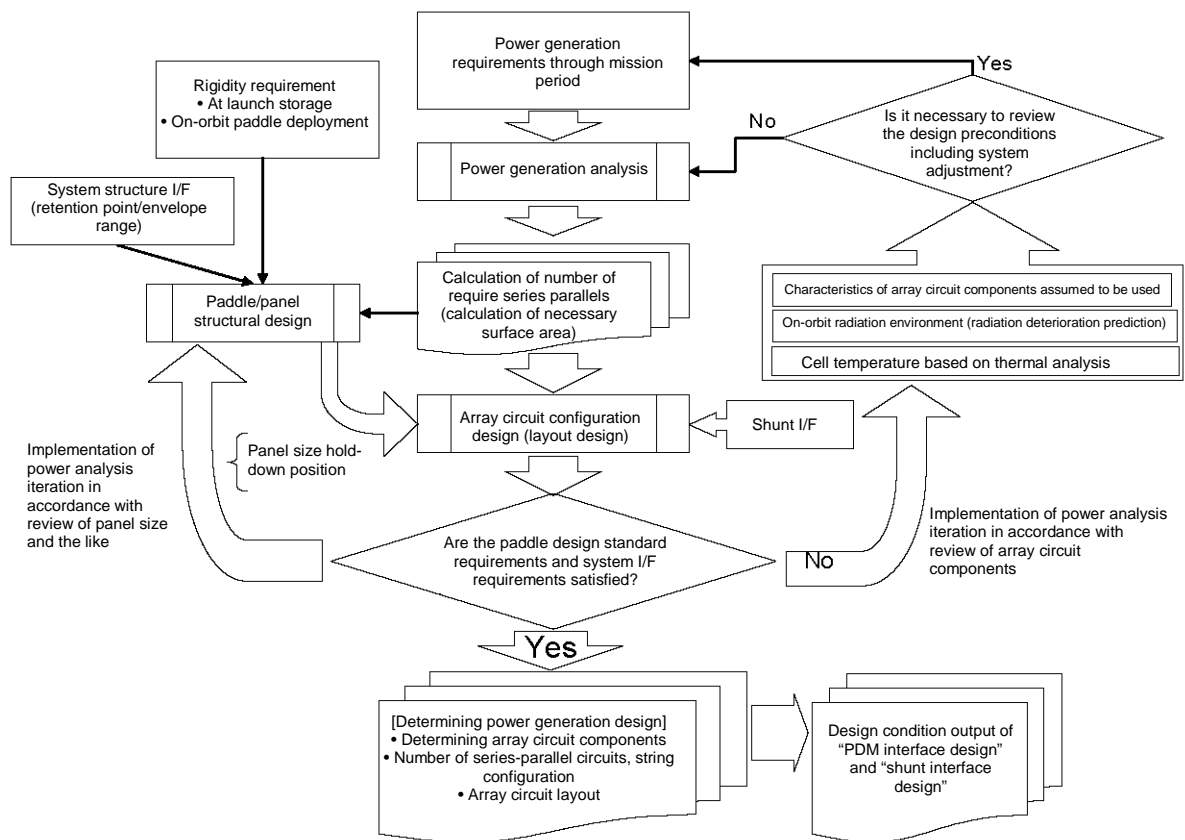 Power generation
requirements through mission
period
Yes
Rigidity requirement
• At launch storage
• On-orbit paddle deployment
Is it necessary to review
the design preconditions
including system
adjustment?
No
Power generation analysis
System structure I/F
(retention point/envelope
range)
Calculation of number of
require series parallels
(calculation of necessary
surface area)
Characteristics of array circuit components assumed to be used
On-orbit radiation environment (radiation deterioration prediction)
Cell temperature based on thermal analysis
Paddle/panel
structural design
Array circuit configuration
design (layout design)
Shunt I/F
Implementation of
power analysis
iteration in
accordance with
review of panel size
and the like
Panel size hold-
down position
Are the paddle design standard
requirements and system I/F
requirements satisfied?
No
Implementation of power analysis
iteration in accordance with
review of array circuit
components
Yes
[Determining power generation design]
• Determining array circuit components
• Number of series-parallel circuits, string
configuration
• Array circuit layout
Design condition output of
“PDM interface design”
and “shunt interface
design”